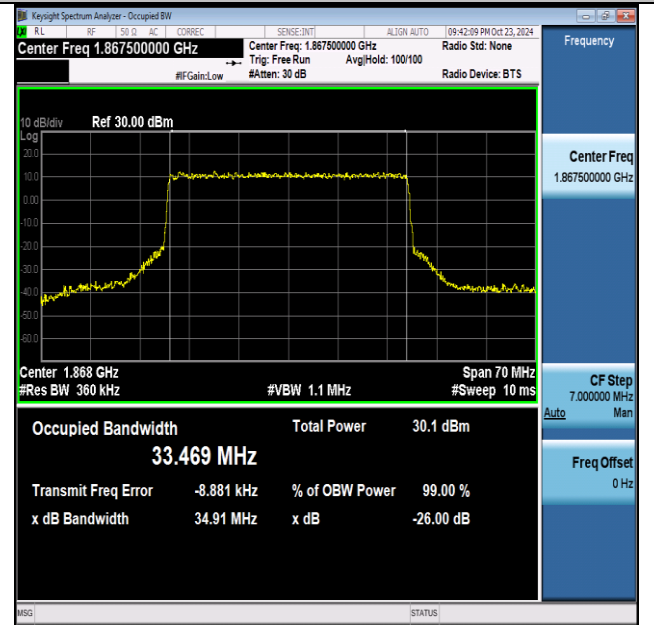 Keysight Spectrum Analyzer - Occupied BW
RL RF 50 Ω AC CORREC SENSE:INT ALIGN AUTO 09:42:09 PM Oct 23, 2024
Center Freq 1.867500000 GHz
Center Freq: 1.867500000 GHz
Radio Std: None
Trig: Free Run Avg|Hold: 100/100
#IFGain:Low
#Atten: 30 dB
Radio Device: BTS
Frequency
10 dB/div Ref 30.00 dBm
Log
20.0
10.0
0.00
-10.0
-20.0
-30.0
-40.0
-50.0
-60.0
Center Freq
1.867500000 GHz
Center 1.868 GHz
Span 70 MHz
#Res BW 360 kHz
#VBW 1.1 MHz
#Sweep 10 ms
CF Step
7.000000 MHz
Auto Man
Occupied Bandwidth
33.469 MHz
Total Power 30.1 dBm
Transmit Freq Error -8.881 kHz
% of OBW Power 99.00 %
x dB Bandwidth 34.91 MHz
x dB -26.00 dB
Freq Offset
0 Hz
MSG
STATUS